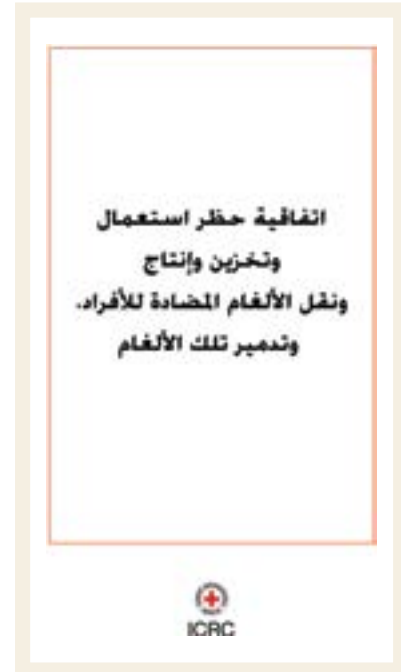 اتفاقية حظر استعمال
وتخزين وإنتاج
ونقل الألغام المضادة للأفراد،
وتدمير تلك الألغام
ICRC